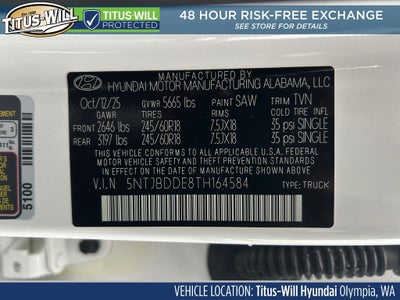 Titus-Will
TITUS-WILL
PROTECTED
48 HOUR RISK-FREE EXCHANGE
SEE STORE FOR DETAILS
MANUFACTURED BY
HYUNDAI MOTOR MANUFACTURING ALABAMA, LLC
Oct/12/25 GVWR 5665 lbs PAINT SAW TRIM TVN
GAWR TIRES RIMS COLD TIRE INFL
FRONT 2646 lbs 245/60R18 7.5JX18 35 psi SINGLE
REAR 3197 lbs 245/60R18 7.5JX18 35 psi SINGLE
THIS VEHICLE CONFORMS TO ALL APPLICABLE
FEDERAL MOTOR VEHICLE SAFETY STANDARDS IN
EFFECT ON THE DATE OF MANUFACTURE SHOWN ABOVE.
V.I.N 5NTJBDDE8TH164584 TYPE: TRUCK
5100
VEHICLE LOCATION: Titus-Will Hyundai Olympia, WA